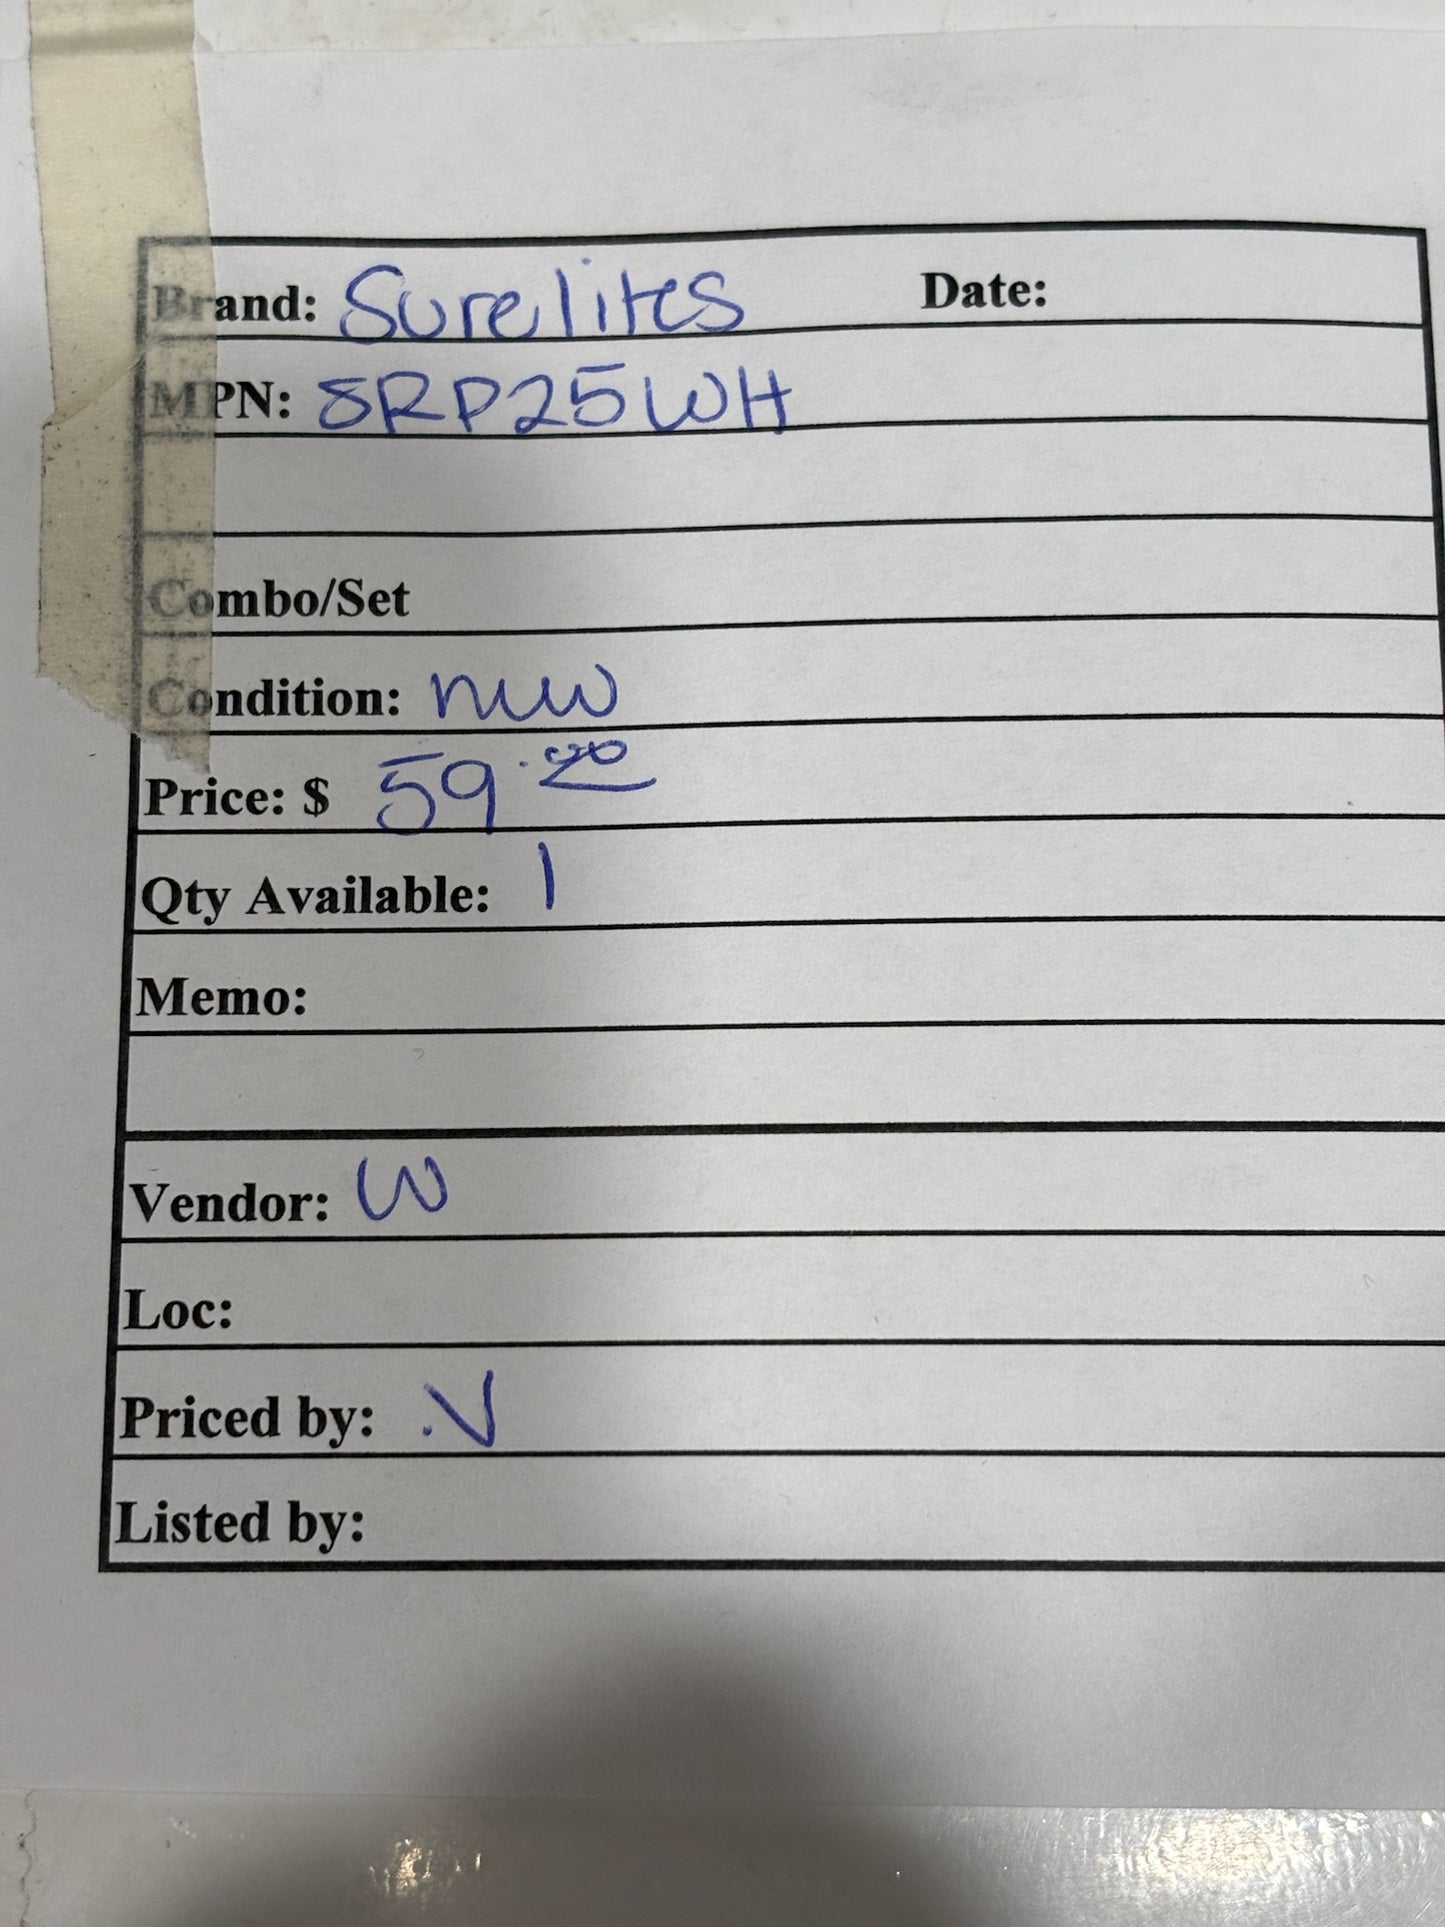 Brand: Surelites Date:
MPN: SRP25WH
Combo/Set
Condition: new
Price: $ 59.00
Qty Available: 1
Memo:
Vendor: W
Loc:
Priced by: .V
Listed by: